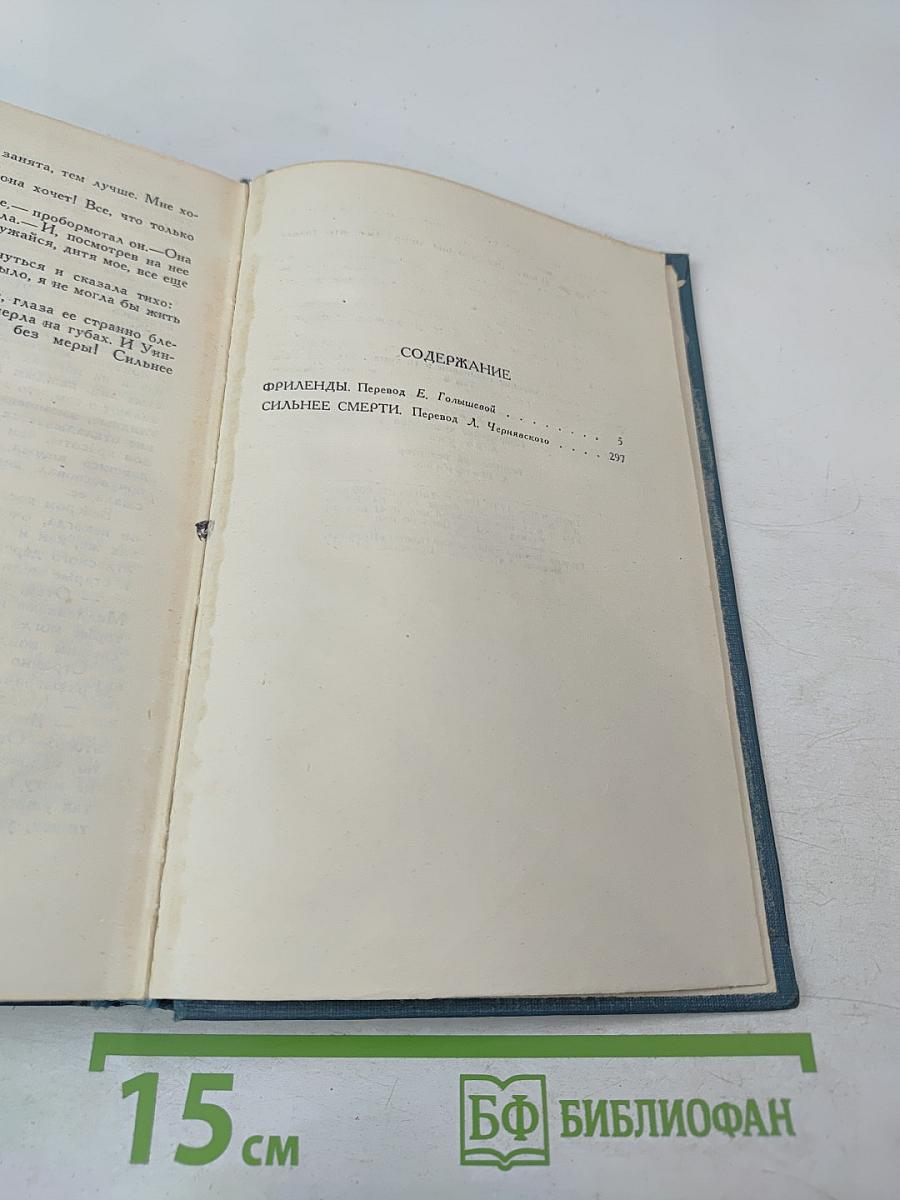 занята, тем лучше. Мне хо-
она хочет! Все, что только
е,— пробормотал он.—Она
ла.— И, посмотрев на нее
ужайся, дитя мое, все еще
нуться и сказала тихо:
ыло, я не могла бы жить
, глаза ее странно бле-
мерла на губах. И Уин-
без меры! Сильнее
СОДЕРЖАНИЕ
ФРИЛЕНДЫ. Перевод Е. Голышевой . . . . . . . . 5
СИЛЬНЕЕ СМЕРТИ. Перевод Л. Чернявского . . . . 297
15 см
БФ БИБЛИОФАН